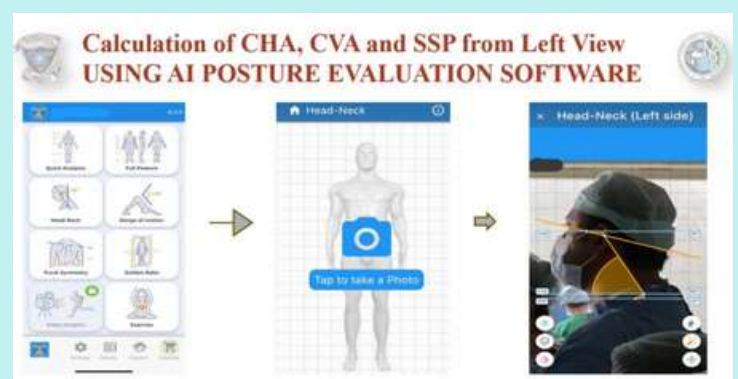 Calculation of CHA, CVA and SSP from Left View
USING AI POSTURE EVALUATION SOFTWARE
Head-Neck
Head-Neck (Left side)
Quick Analysis
Full Posture
Head Neck
Range of motion
Trunk Symmetry
Golden Ratio
Exercise
Tap to take a Photo